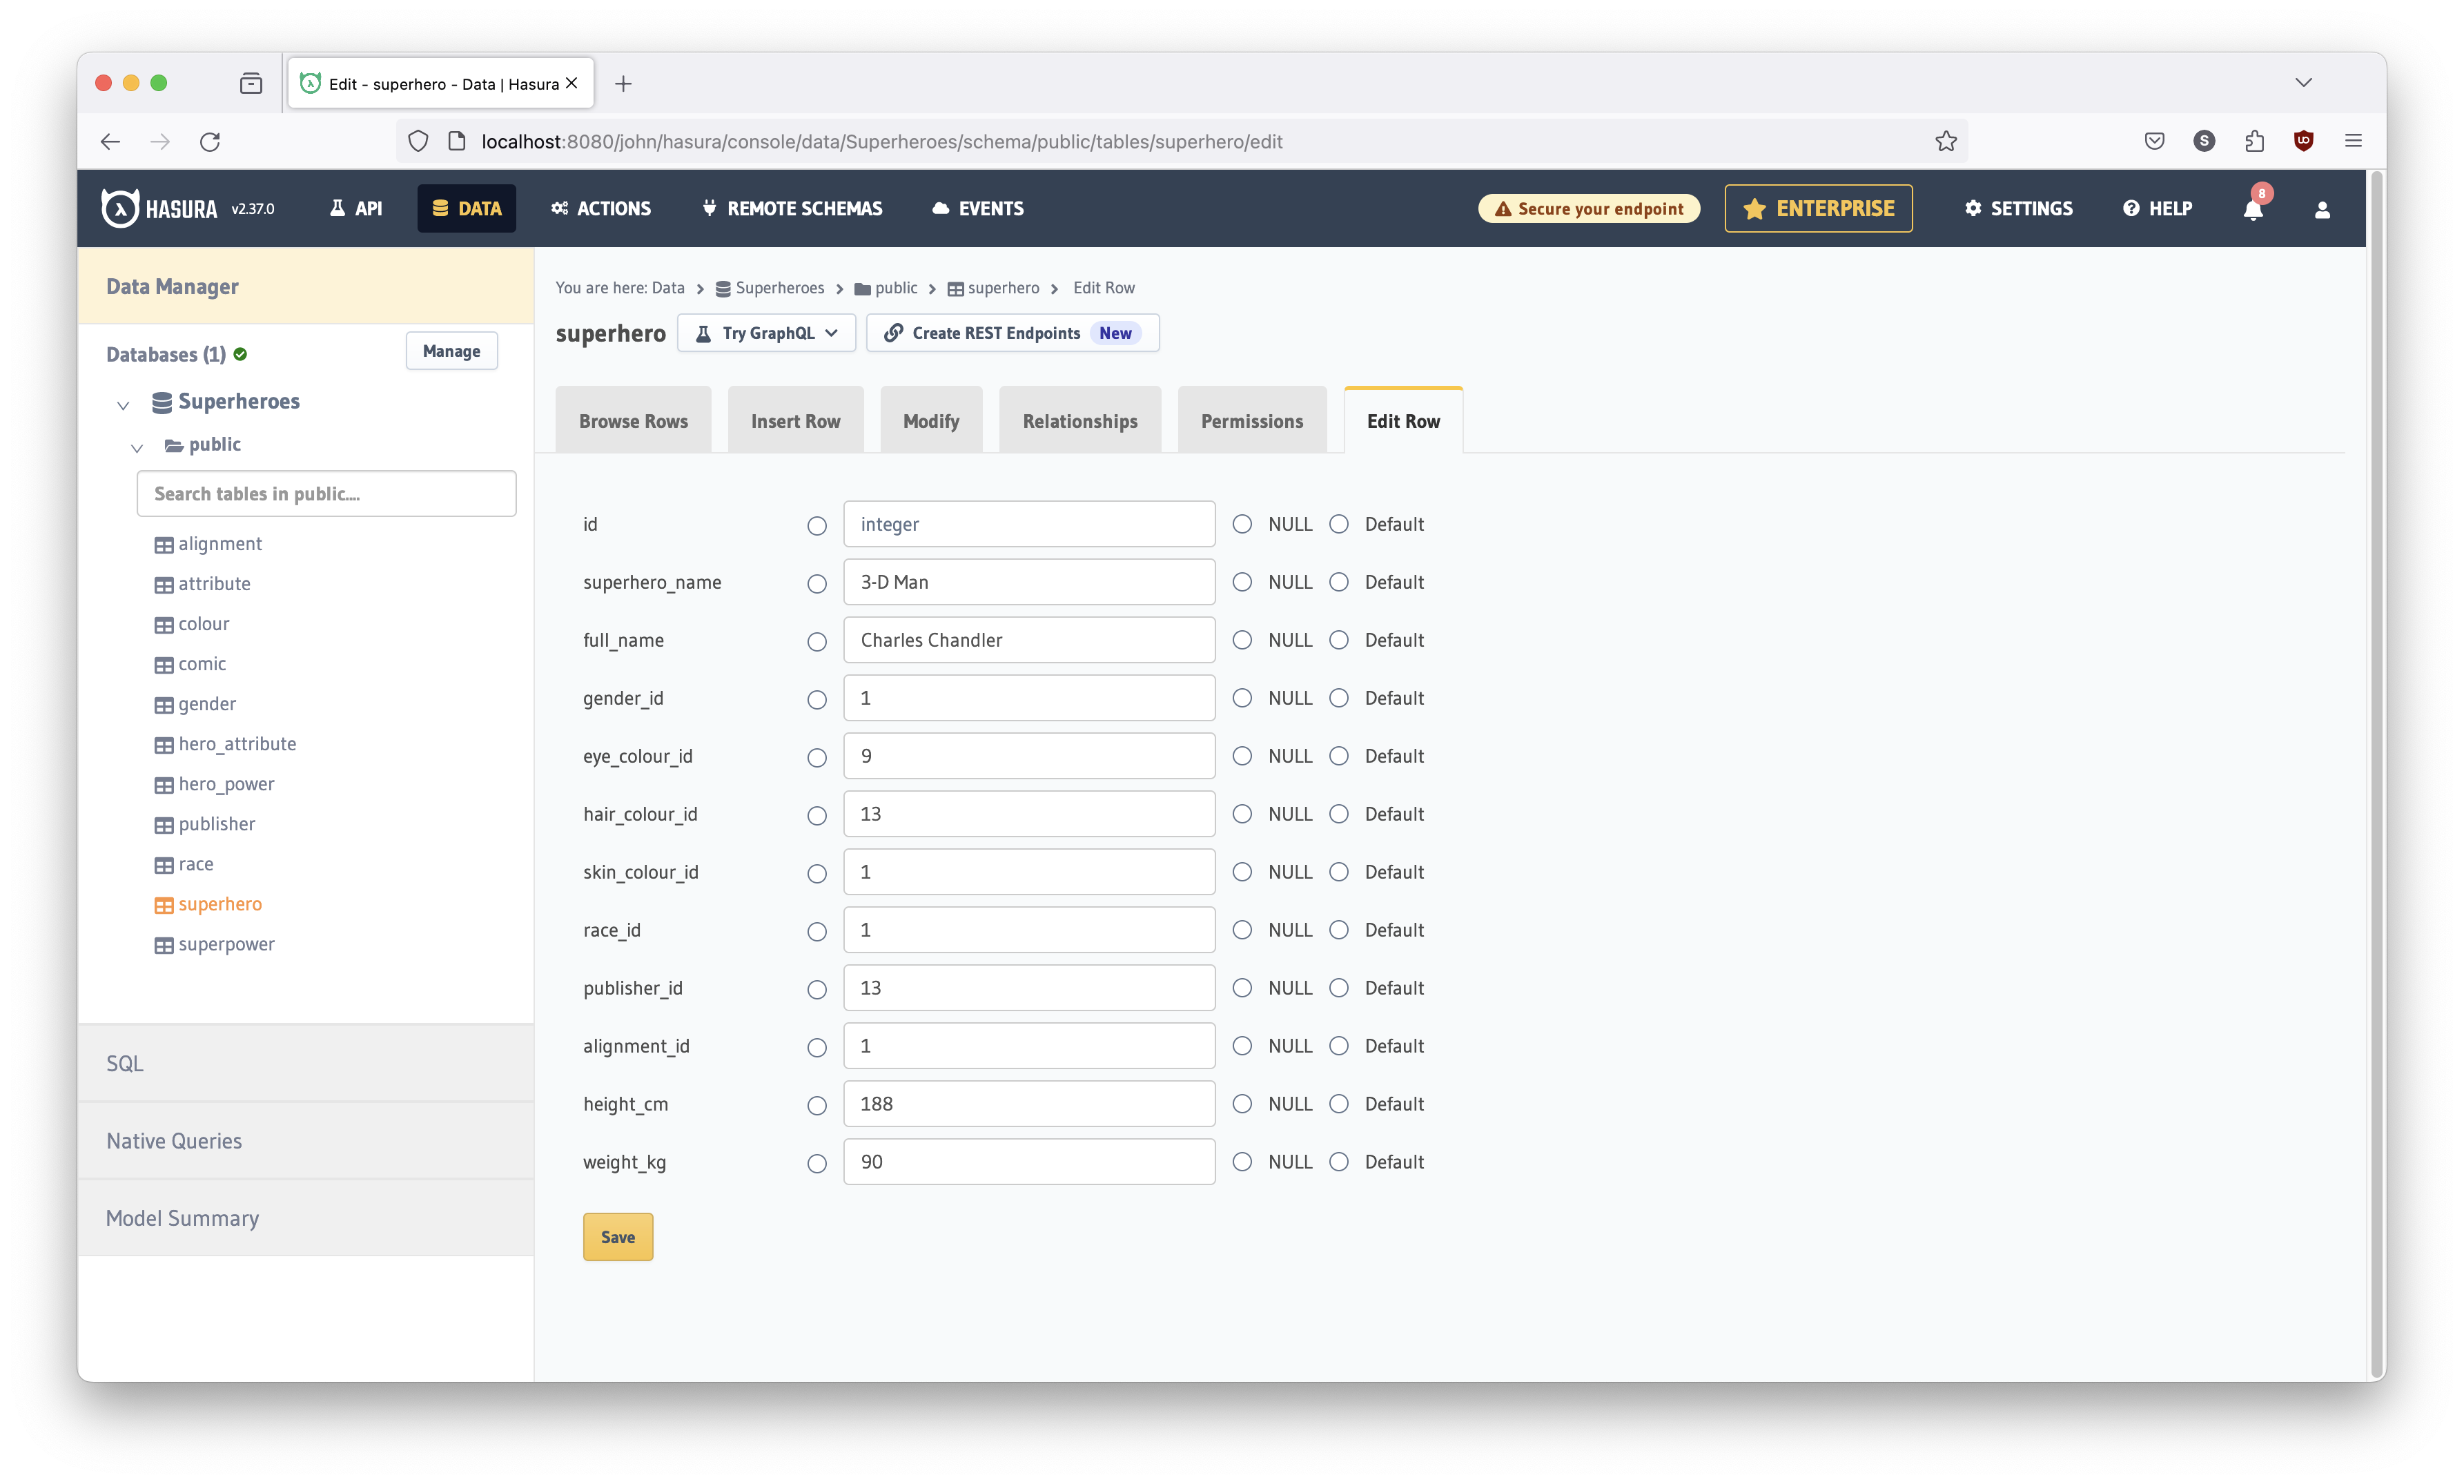 Edit - superhero - Data | Hasura
localhost:8080/john/hasura/console/data/Superheroes/schema/public/tables/superhero/edit
S
HASURA v2.37.0 API DATA ACTIONS REMOTE SCHEMAS EVENTS Secure your endpoint ENTERPRISE SETTINGS HELP 8
Data Manager
Databases (1) Manage
Superheroes
public
Search tables in public....
alignment
attribute
colour
comic
gender
hero_attribute
hero_power
publisher
race
superhero
superpower
SQL
Native Queries
Model Summary
You are here: Data > Superheroes > public > superhero > Edit Row
superhero Try GraphQL Create REST Endpoints New
Browse Rows Insert Row Modify Relationships Permissions Edit Row
id integer NULL Default
superhero_name 3-D Man NULL Default
full_name Charles Chandler NULL Default
gender_id 1 NULL Default
eye_colour_id 9 NULL Default
hair_colour_id 13 NULL Default
skin_colour_id 1 NULL Default
race_id 1 NULL Default
publisher_id 13 NULL Default
alignment_id 1 NULL Default
height_cm 188 NULL Default
weight_kg 90 NULL Default
Save